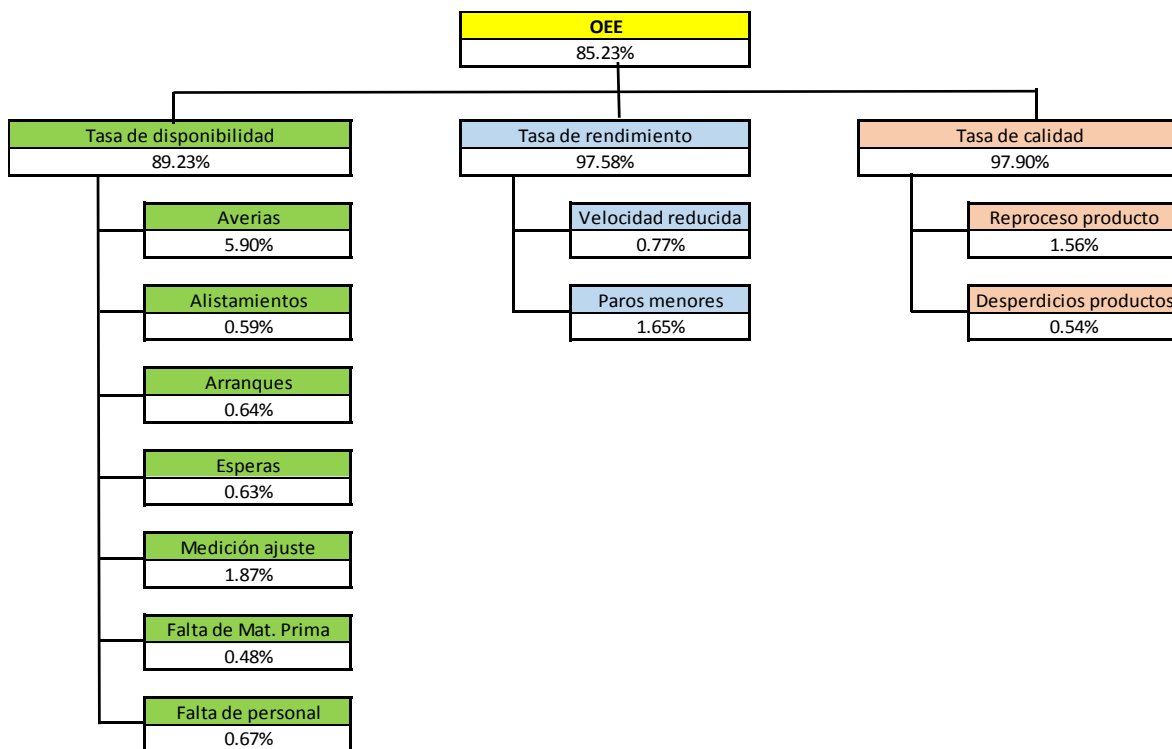 OEE
85.23%
Tasa de disponibilidad
89.23%
Averias
5.90%
Alistamientos
0.59%
Arranques
0.64%
Esperas
0.63%
Medición ajuste
1.87%
Falta de Mat. Prima
0.48%
Falta de personal
0.67%
Tasa de rendimiento
97.58%
Velocidad reducida
0.77%
Paros menores
1.65%
Tasa de calidad
97.90%
Reproceso producto
1.56%
Desperdicios productos
0.54%